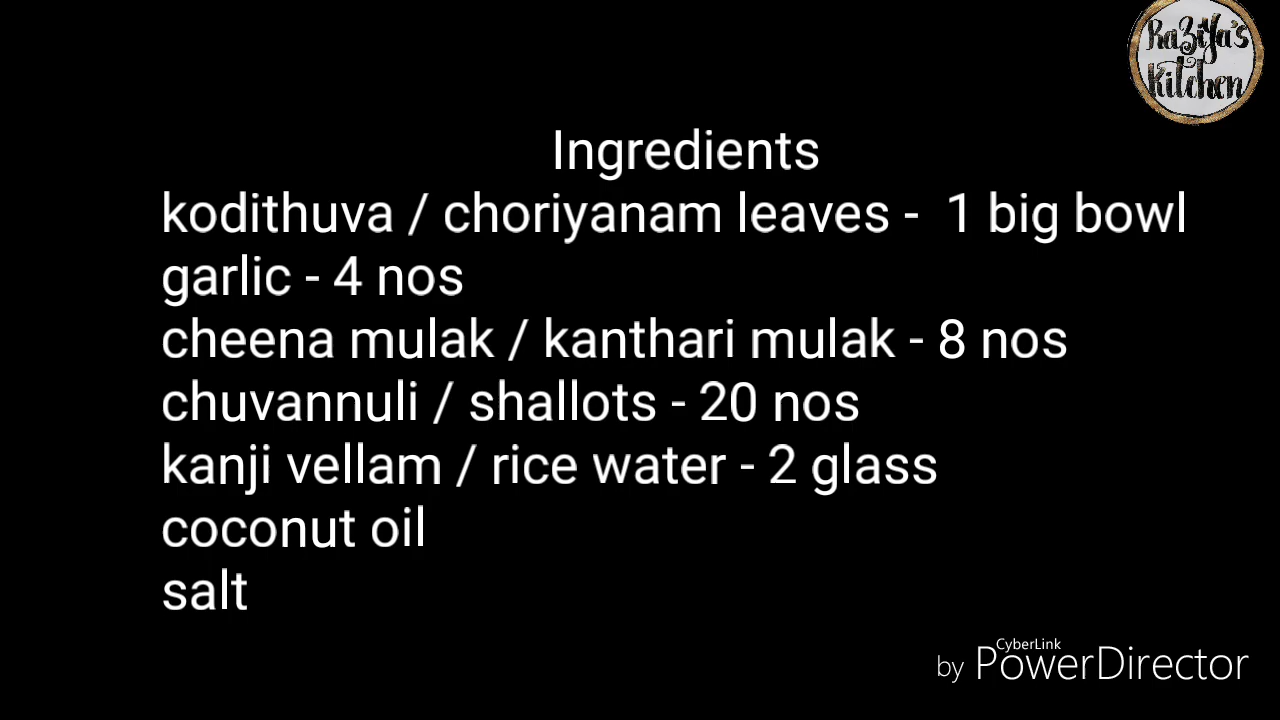 Raziya's
Kitchen
Ingredients
kodithuva / choriyanam leaves - 1 big bowl
garlic - 4 nos
cheena mulak / kanthari mulak - 8 nos
chuvannuli / shallots - 20 nos
kanji vellam / rice water - 2 glass
coconut oil
salt
CyberLink
by PowerDirector